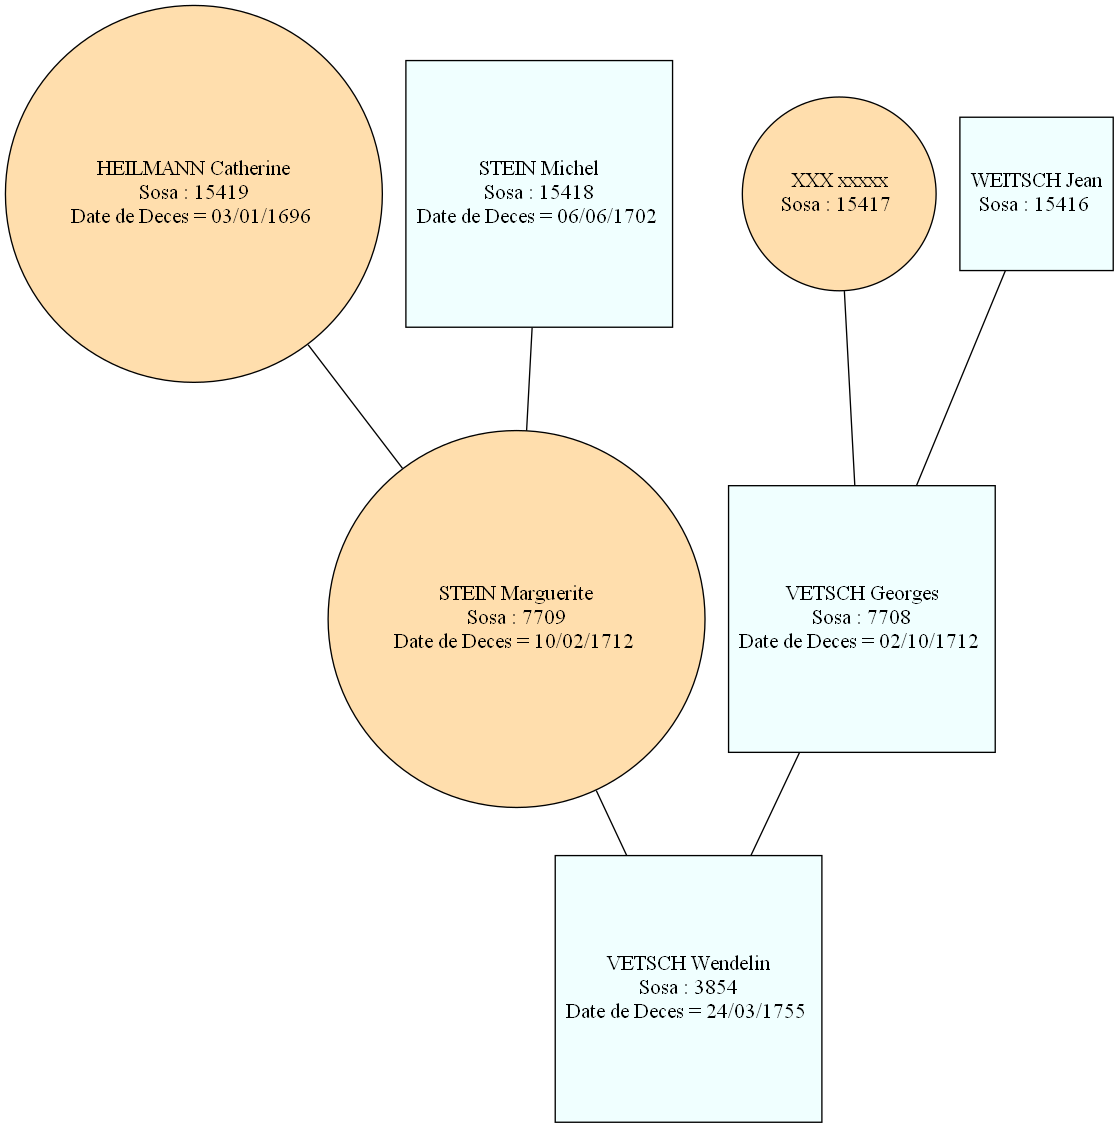 HEILMANN Catherine
Sosa : 15419
Date de Deces = 03/01/1696
STEIN Michel
Sosa : 15418
Date de Deces = 06/06/1702
XXX xxxxx
Sosa : 15417
WEITSCH Jean
Sosa : 15416
STEIN Marguerite
Sosa : 7709
Date de Deces = 10/02/1712
VETSCH Georges
Sosa : 7708
Date de Deces = 02/10/1712
VETSCH Wendelin
Sosa : 3854
Date de Deces = 24/03/1755